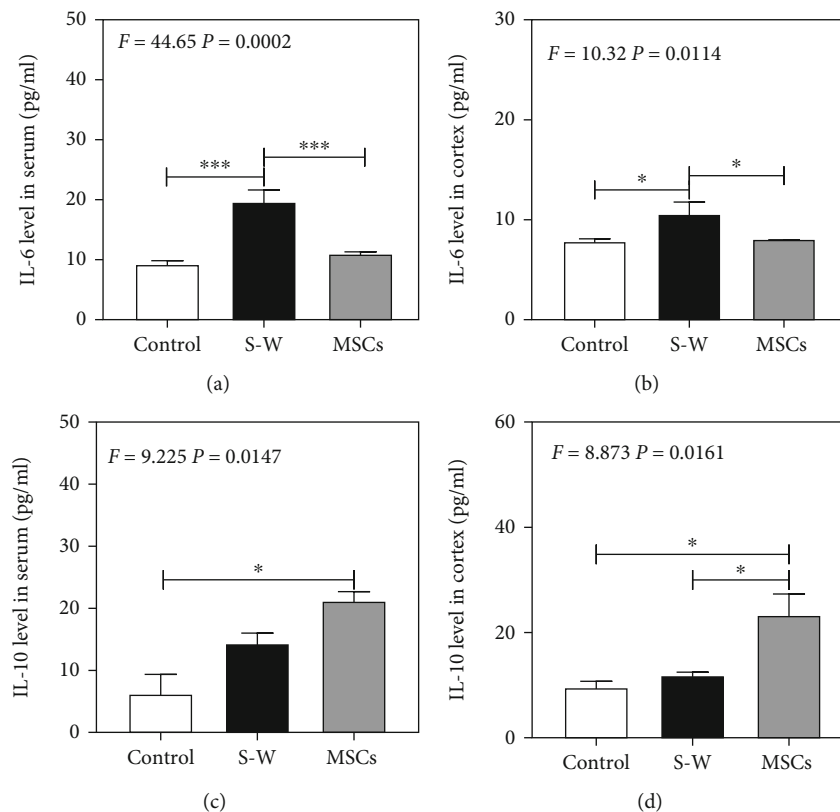 F = 44.65 P = 0.0002
IL-6 level in serum (pg/ml)
50
40
30
20
10
0
***
***
Control S-W MSCs
(a)
F = 10.32 P = 0.0114
IL-6 level in cortex (pg/ml)
30
20
10
0
*
*
Control S-W MSCs
(b)
F = 9.225 P = 0.0147
IL-10 level in serum (pg/ml)
50
40
30
20
10
0
*
Control S-W MSCs
(c)
F = 8.873 P = 0.0161
IL-10 level in cortex (pg/ml)
60
40
20
0
*
*
Control S-W MSCs
(d)